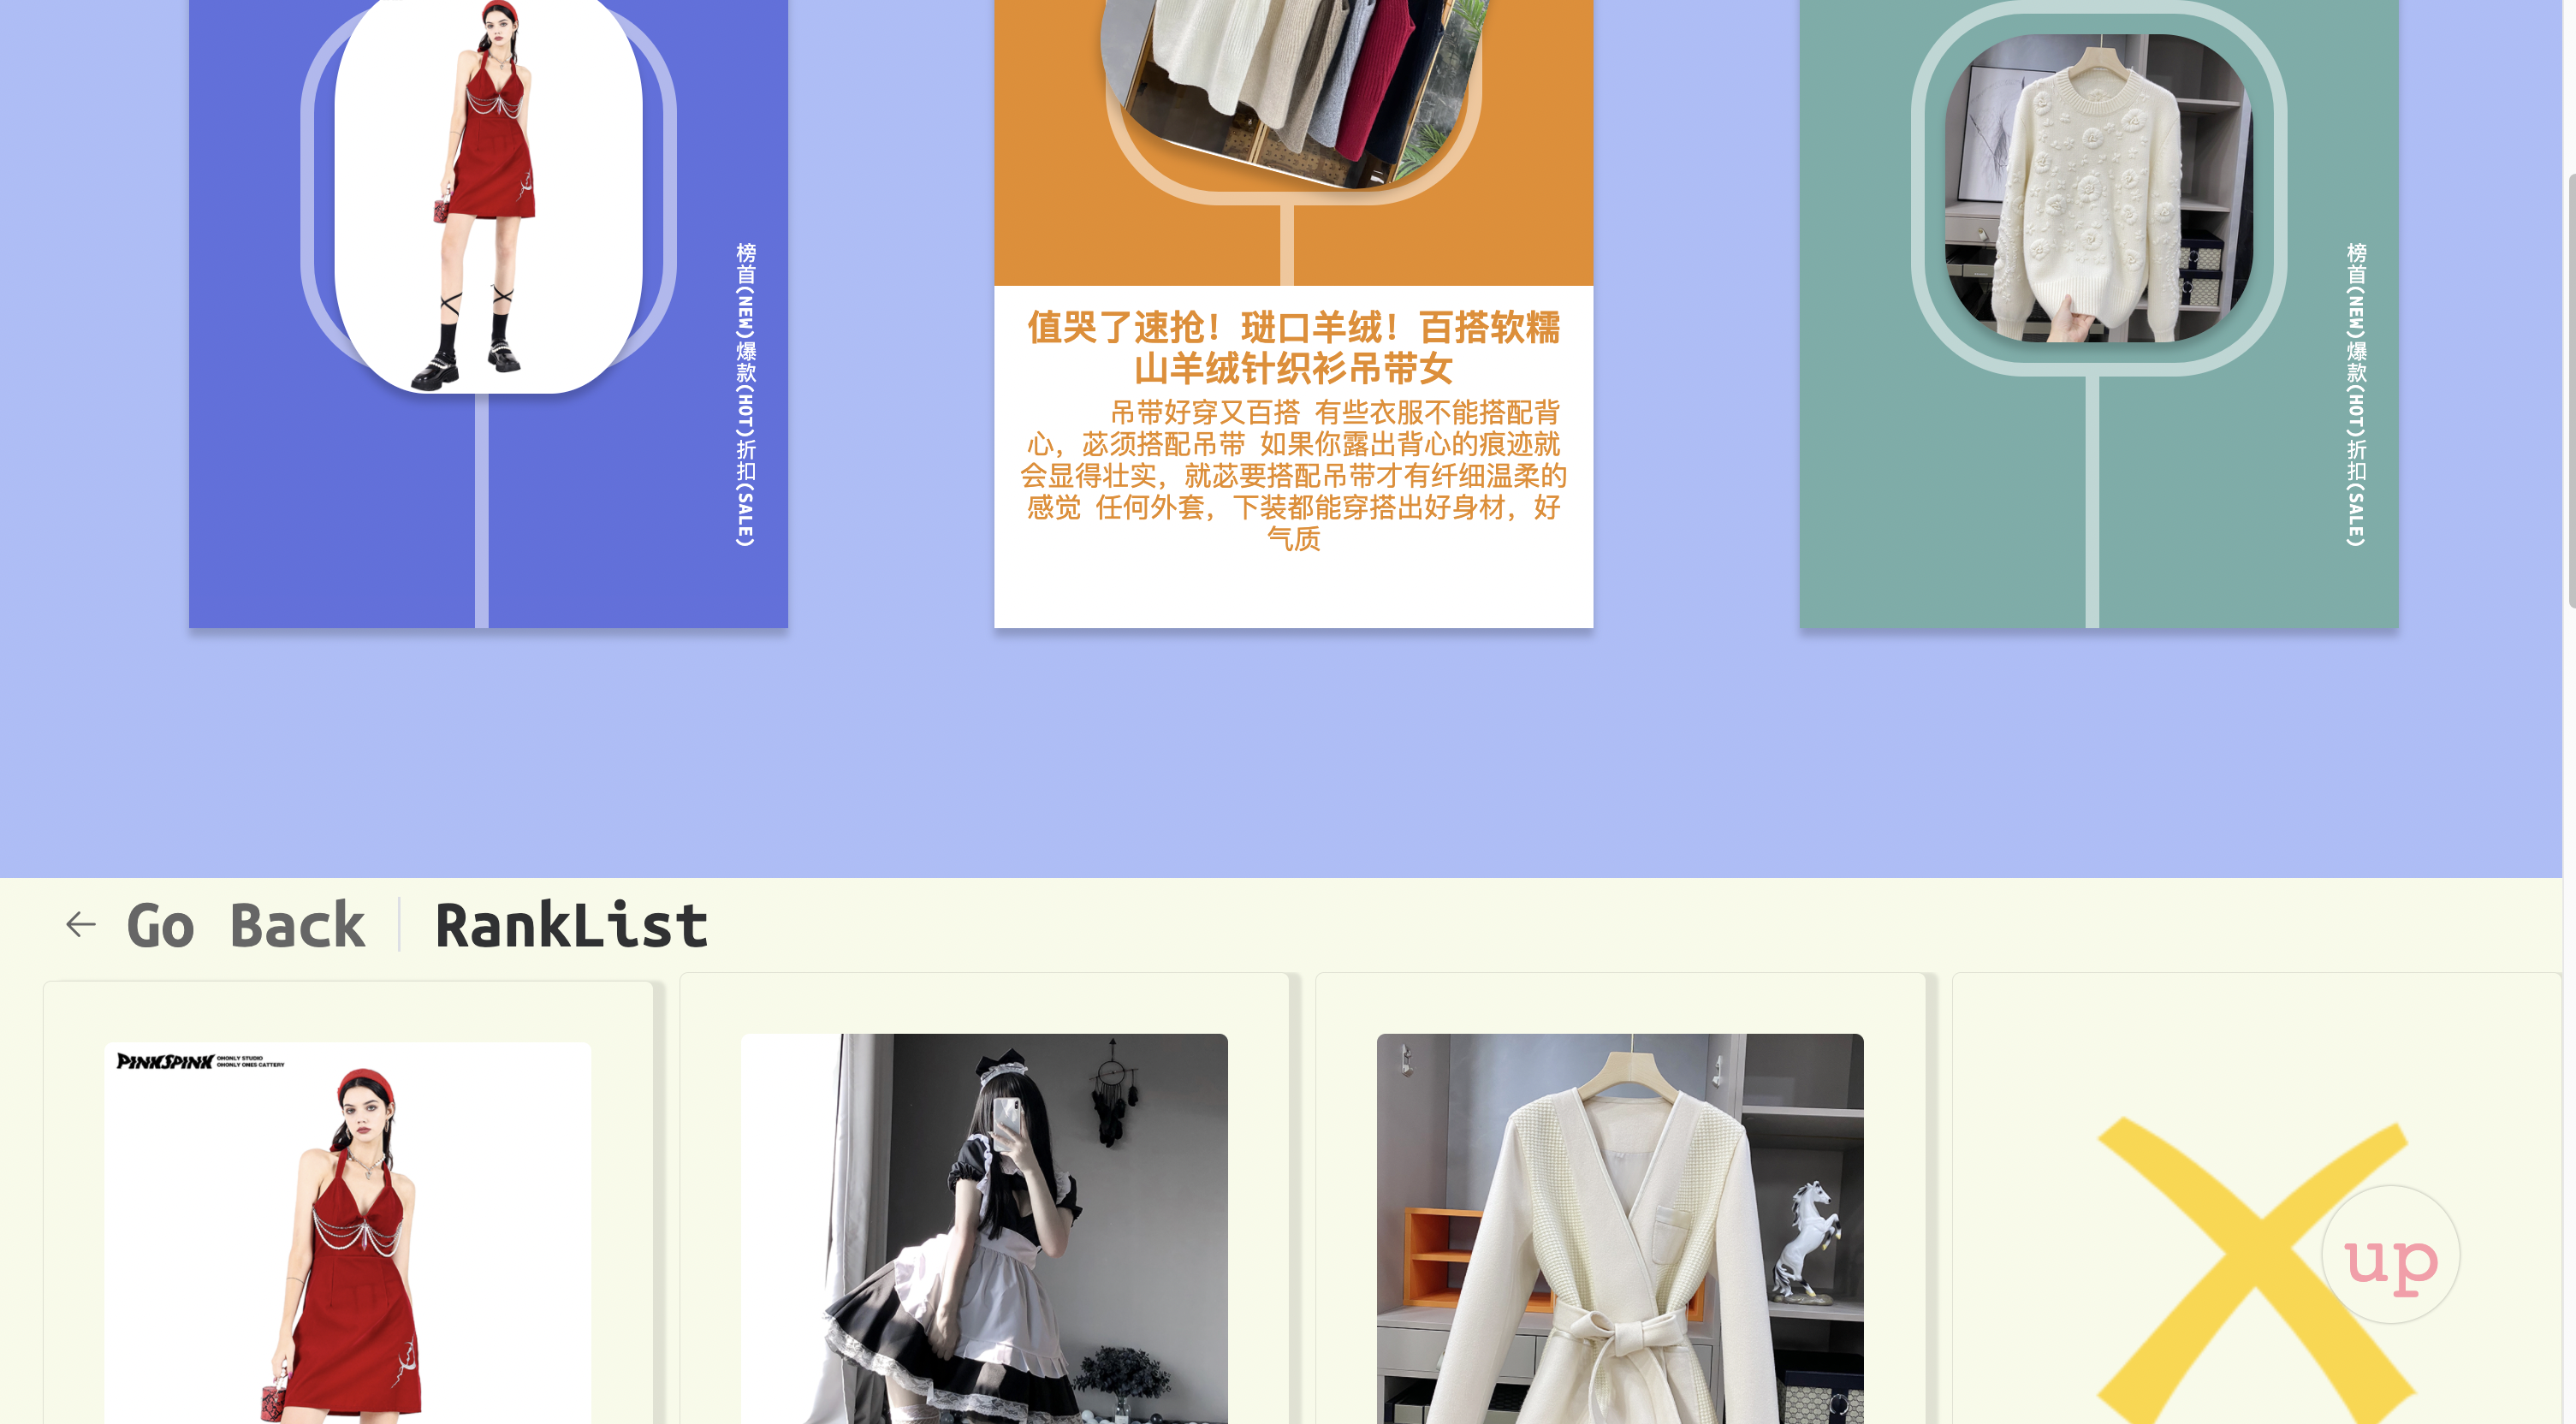 榜首(NEW)爆款(HOT)折扣(SALE)
值哭了速抢！琎口羊绒！百搭软糯
山羊绒针织衫吊带女
吊带好穿又百搭 有些衣服不能搭配背
心，苾须搭配吊带 如果你露出背心的痕迹就
会显得壮实，就苾要搭配吊带才有纤细温柔的
感觉 任何外套，下装都能穿搭出好身材，好
气质
榜首(NEW)爆款(HOT)折扣(SALE)
Go Back
RankList
PINKSPINK
OMONLY STUDIO
OMONLY ONES CATTERY
up